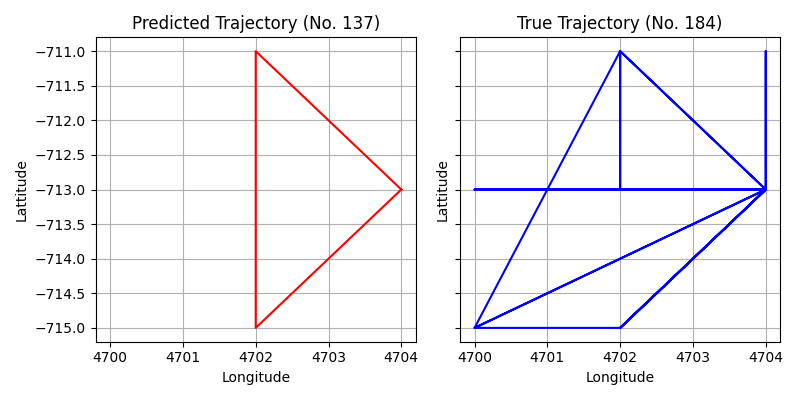 Predicted Trajectory (No. 137)
True Trajectory (No. 184)
−711.0
−711.5
−712.0
−712.5
−713.0
−713.5
−714.0
−714.5
−715.0
Lattitude
Lattitude
4700 4701 4702 4703 4704
4700 4701 4702 4703 4704
Longitude
Longitude